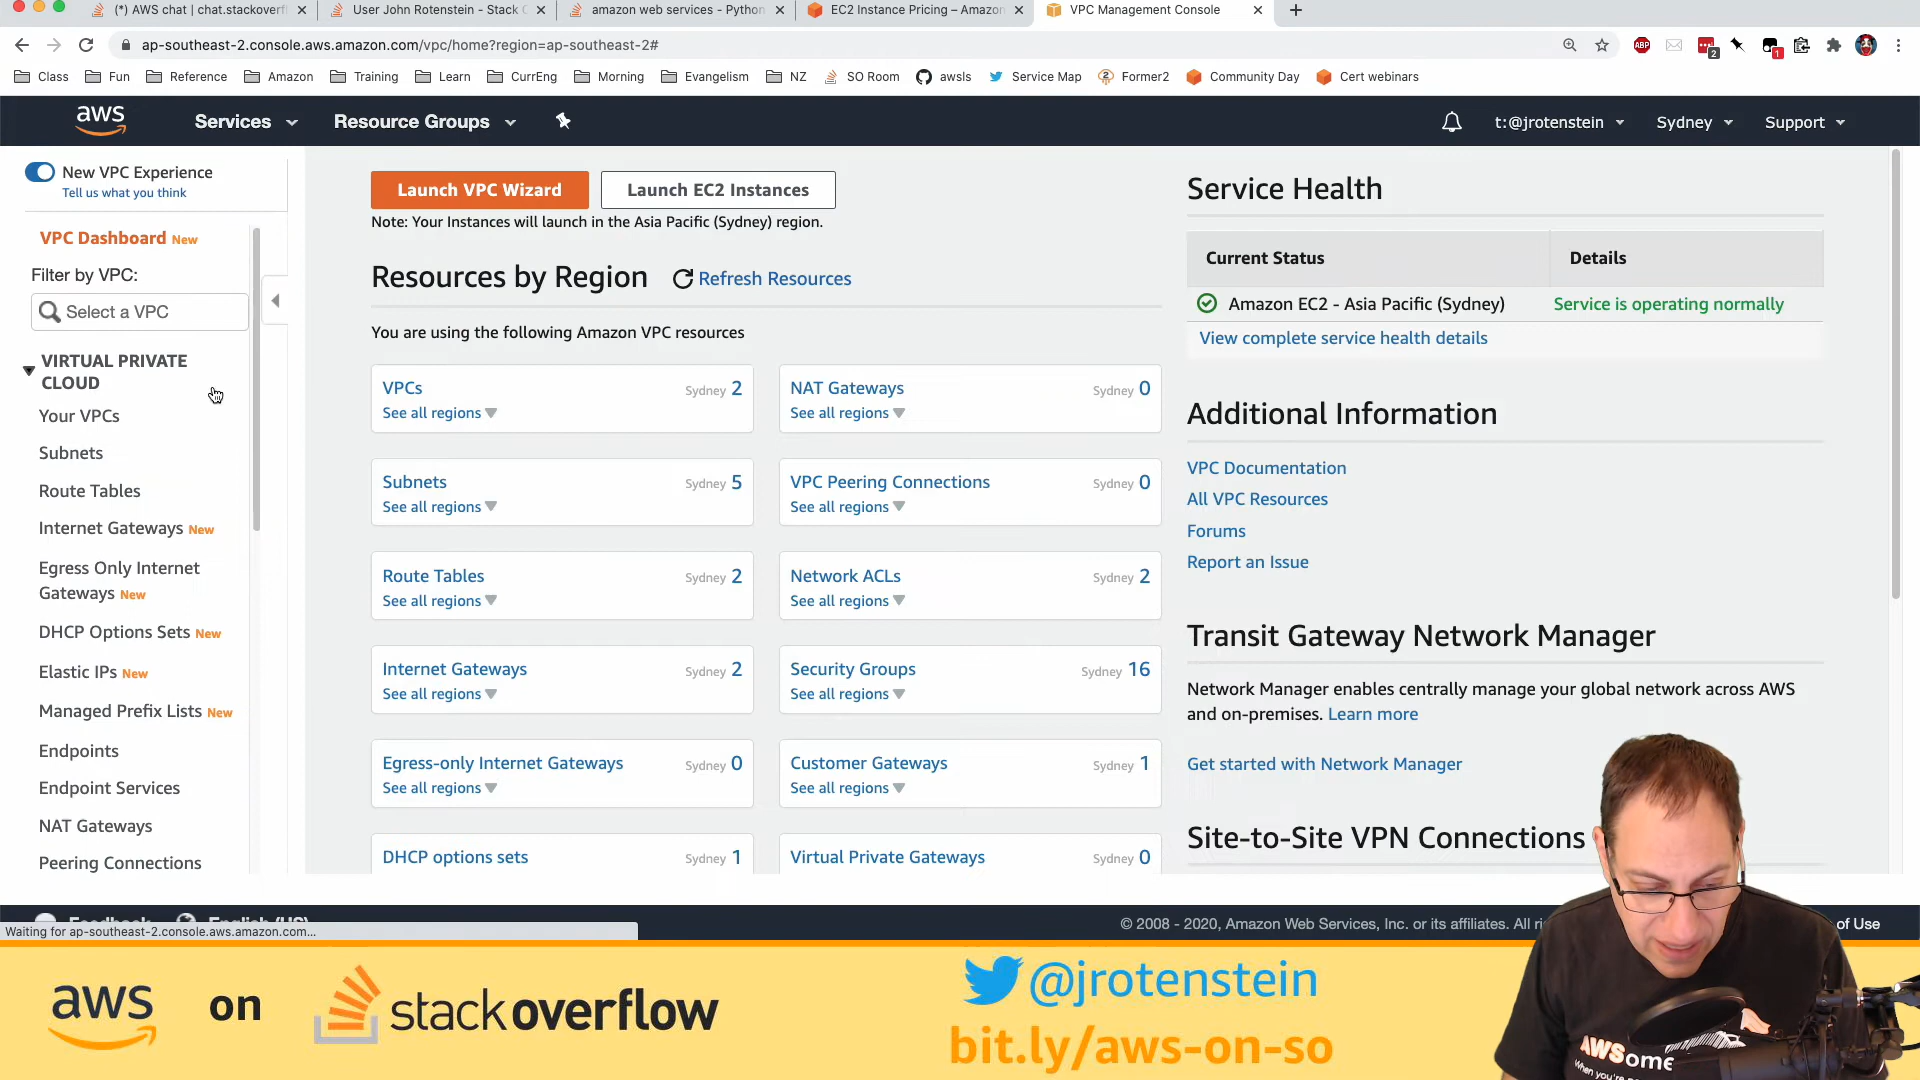 (*) AWS chat | chat.stackoverf
User John Rotenstein - Stack
amazon web services - Python
EC2 Instance Pricing – Amazon
VPC Management Console
ap-southeast-2.console.aws.amazon.com/vpc/home?region=ap-southeast-2#
ABP
2
1
Class
Fun
Reference
Amazon
Training
Learn
CurrEng
Morning
Evangelism
NZ
SO Room
awsls
Service Map
Former2
Community Day
Cert webinars
aws
Services
Resource Groups
t:@jrotenstein
Sydney
Support
New VPC Experience
Tell us what you think
VPC Dashboard New
Filter by VPC:
Select a VPC
VIRTUAL PRIVATE
CLOUD
Your VPCs
Subnets
Route Tables
Internet Gateways New
Egress Only Internet
Gateways New
DHCP Options Sets New
Elastic IPs New
Managed Prefix Lists New
Endpoints
Endpoint Services
NAT Gateways
Peering Connections
Launch VPC Wizard
Launch EC2 Instances
Note: Your Instances will launch in the Asia Pacific (Sydney) region.
Resources by Region
Refresh Resources
You are using the following Amazon VPC resources
VPCs Sydney 2
See all regions
NAT Gateways Sydney 0
See all regions
Subnets Sydney 5
See all regions
VPC Peering Connections Sydney 0
See all regions
Route Tables Sydney 2
See all regions
Network ACLs Sydney 2
See all regions
Internet Gateways Sydney 2
See all regions
Security Groups Sydney 16
See all regions
Egress-only Internet Gateways Sydney 0
See all regions
Customer Gateways Sydney 1
See all regions
DHCP options sets Sydney 1
Virtual Private Gateways Sydney 0
Service Health
Current Status
Details
Amazon EC2 - Asia Pacific (Sydney)
Service is operating normally
View complete service health details
Additional Information
VPC Documentation
All VPC Resources
Forums
Report an Issue
Transit Gateway Network Manager
Network Manager enables centrally manage your global network across AWS
and on-premises. Learn more
Get started with Network Manager
Site-to-Site VPN Connections
Feedback
English (US)
Waiting for ap-southeast-2.console.aws.amazon.com...
© 2008 - 2020, Amazon Web Services, Inc. or its affiliates. All ri
of Use
aws on stackoverflow
@jrotenstein
bit.ly/aws-on-so
AWSome
When you're